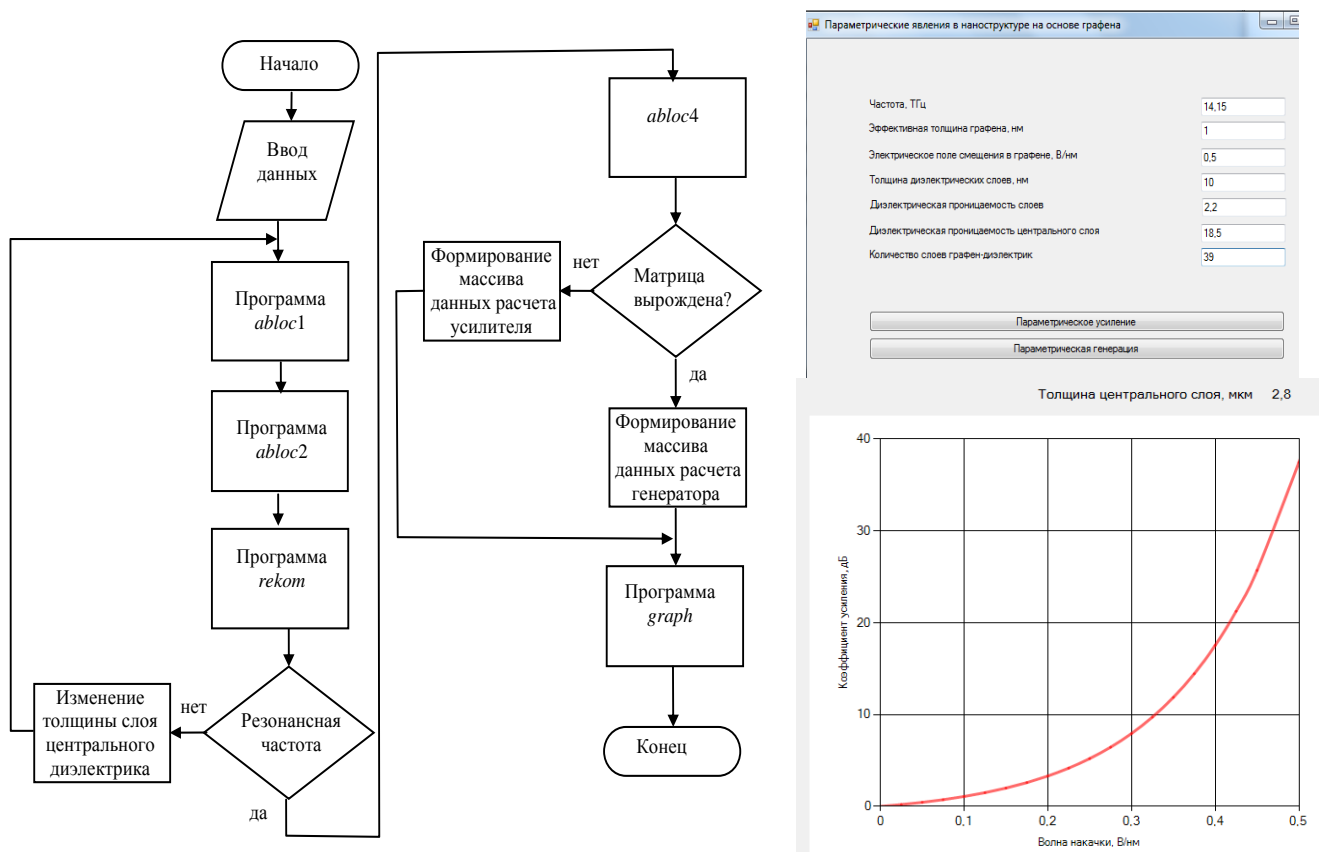 Начало
Ввод
данных
Программа
abloc1
Программа
abloc2
Программа
rekom
Резонансная
частота
нет
Изменение
толщины слоя
центрального
диэлектрика
да
abloc4
Матрица
вырождена?
нет
Формирование
массива
данных расчета
усилителя
да
Формирование
массива
данных расчета
генератора
Программа
graph
Конец
Параметрические явления в наноструктуре на основе графена
Частота, ТГц 14,15
Эффективная толщина графена, нм 1
Электрическое поле смещения в графене, В/нм 0,5
Толщина диэлектрических слоев, нм 10
Диэлектрическая проницаемость слоев 2,2
Диэлектрическая проницаемость центрального слоя 18,5
Количество слоев графен-диэлектрик 39
Параметрическое усиление
Параметрическая генерация
Толщина центрального слоя, мкм 2,8
Коэффициент усиления, дБ
40
30
20
10
0
0 0,1 0,2 0,3 0,4 0,5
Волна накачки, В/нм